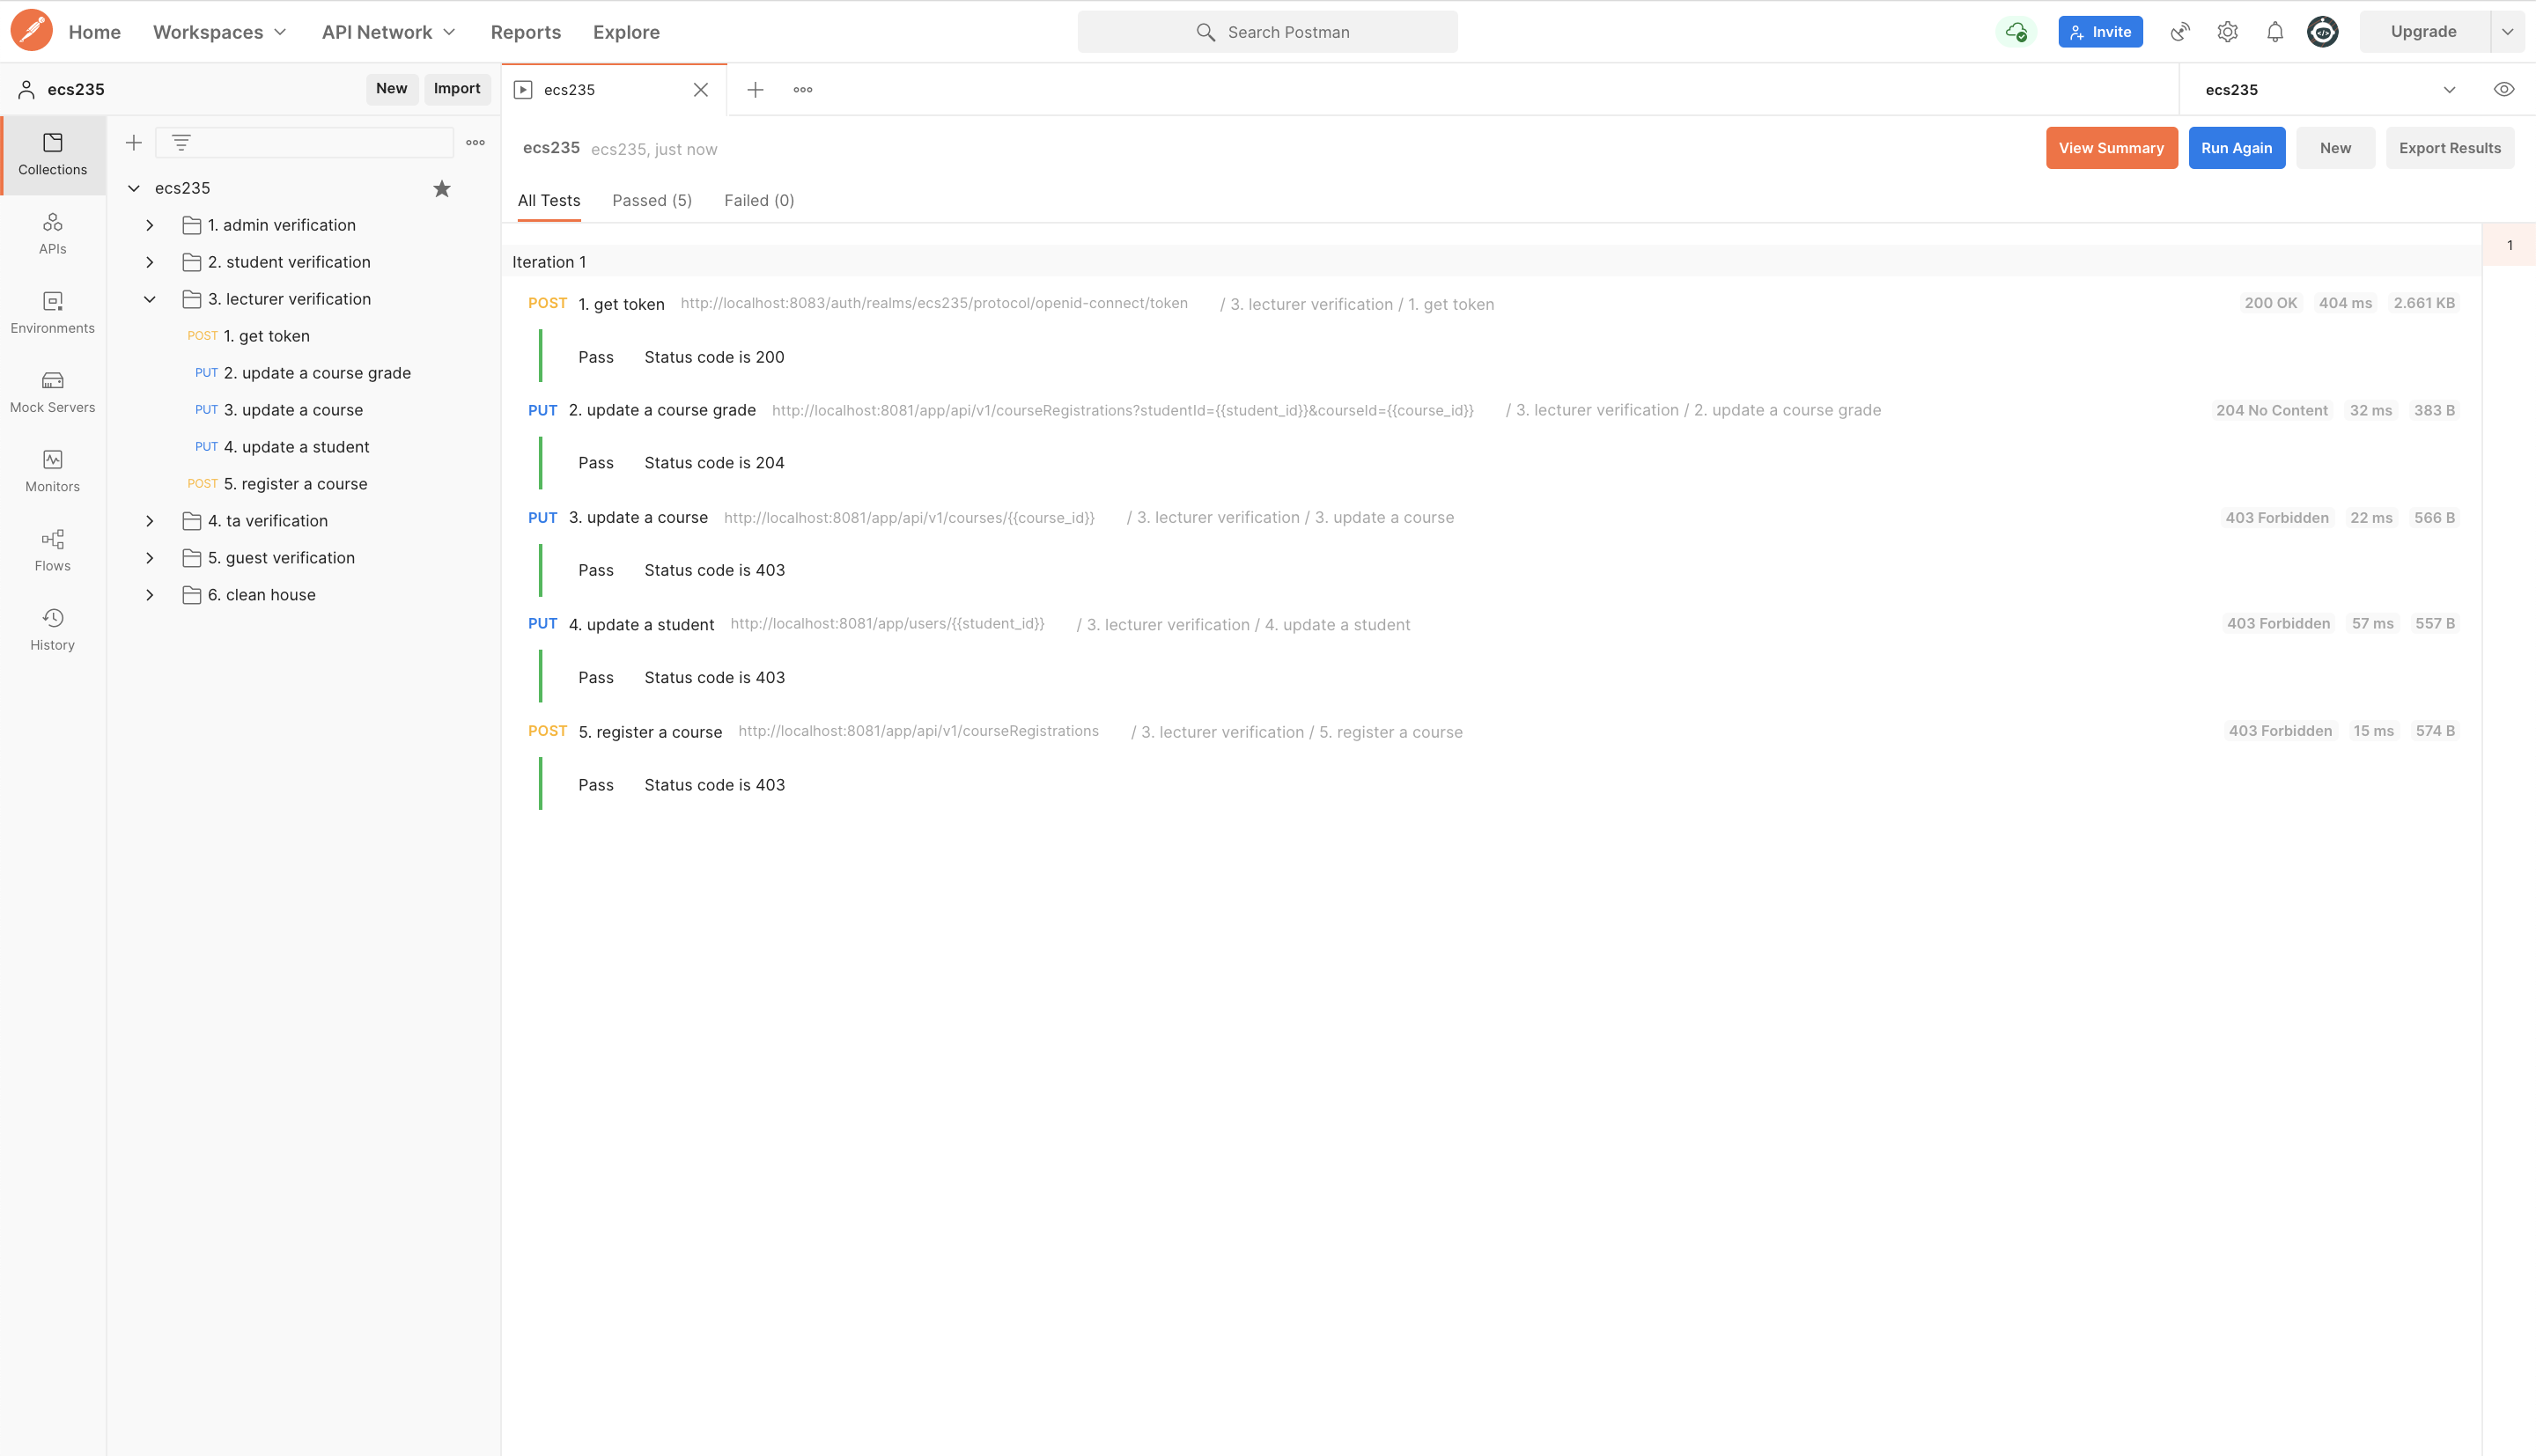 Home Workspaces API Network Reports Explore Search Postman Invite Upgrade
ecs235 New Import ecs235 ecs235
Collections
APIs
Environments
Mock Servers
Monitors
Flows
History
ecs235
1. admin verification
2. student verification
3. lecturer verification
POST 1. get token
PUT 2. update a course grade
PUT 3. update a course
PUT 4. update a student
POST 5. register a course
4. ta verification
5. guest verification
6. clean house
ecs235 ecs235, just now View Summary Run Again New Export Results
All Tests Passed (5) Failed (0)
1
Iteration 1
POST 1. get token http://localhost:8083/auth/realms/ecs235/protocol/openid-connect/token / 3. lecturer verification / 1. get token 200 OK 404 ms 2.661 KB
Pass Status code is 200
PUT 2. update a course grade http://localhost:8081/app/api/v1/courseRegistrations?studentId={{student_id}}&courseId={{course_id}} / 3. lecturer verification / 2. update a course grade 204 No Content 32 ms 383 B
Pass Status code is 204
PUT 3. update a course http://localhost:8081/app/api/v1/courses/{{course_id}} / 3. lecturer verification / 3. update a course 403 Forbidden 22 ms 566 B
Pass Status code is 403
PUT 4. update a student http://localhost:8081/app/users/{{student_id}} / 3. lecturer verification / 4. update a student 403 Forbidden 57 ms 557 B
Pass Status code is 403
POST 5. register a course http://localhost:8081/app/api/v1/courseRegistrations / 3. lecturer verification / 5. register a course 403 Forbidden 15 ms 574 B
Pass Status code is 403